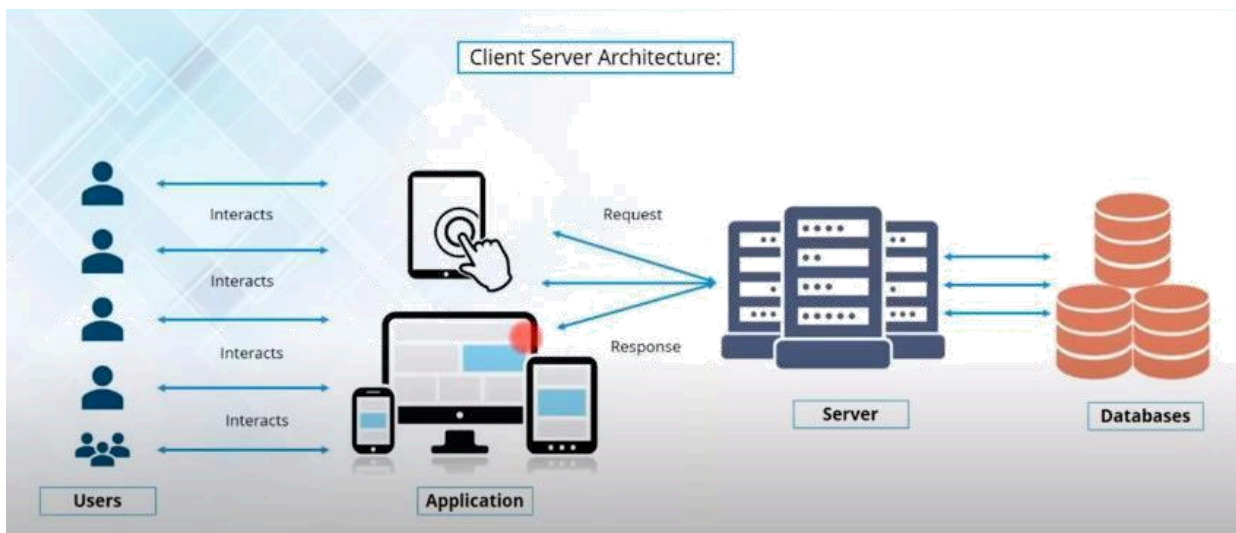 Client Server Architecture:
Interacts
Interacts
Interacts
Interacts
Request
Response
Users
Application
Server
Databases